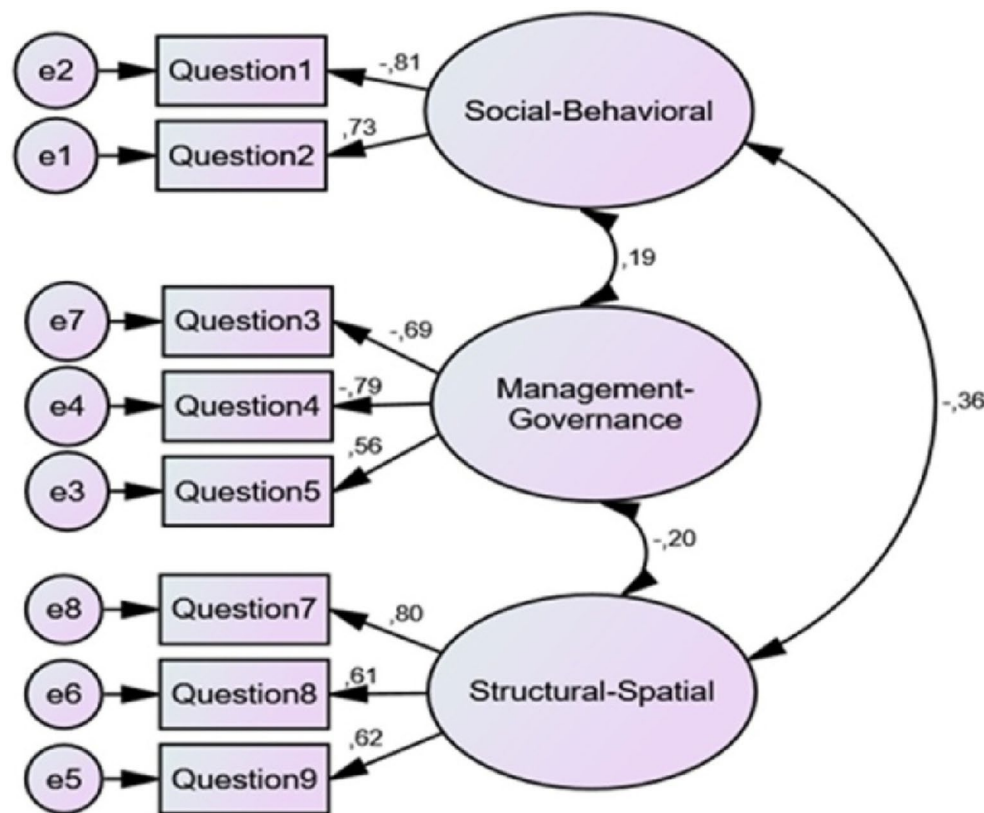 e2
Question1
-,81
Social-Behavioral
e1
Question2
,73
,19
e7
Question3
-,69
e4
Question4
-,79
Management-
Governance
e3
Question5
,56
-,36
-,20
e8
Question7
,80
e6
Question8
,61
Structural-Spatial
e5
Question9
,62